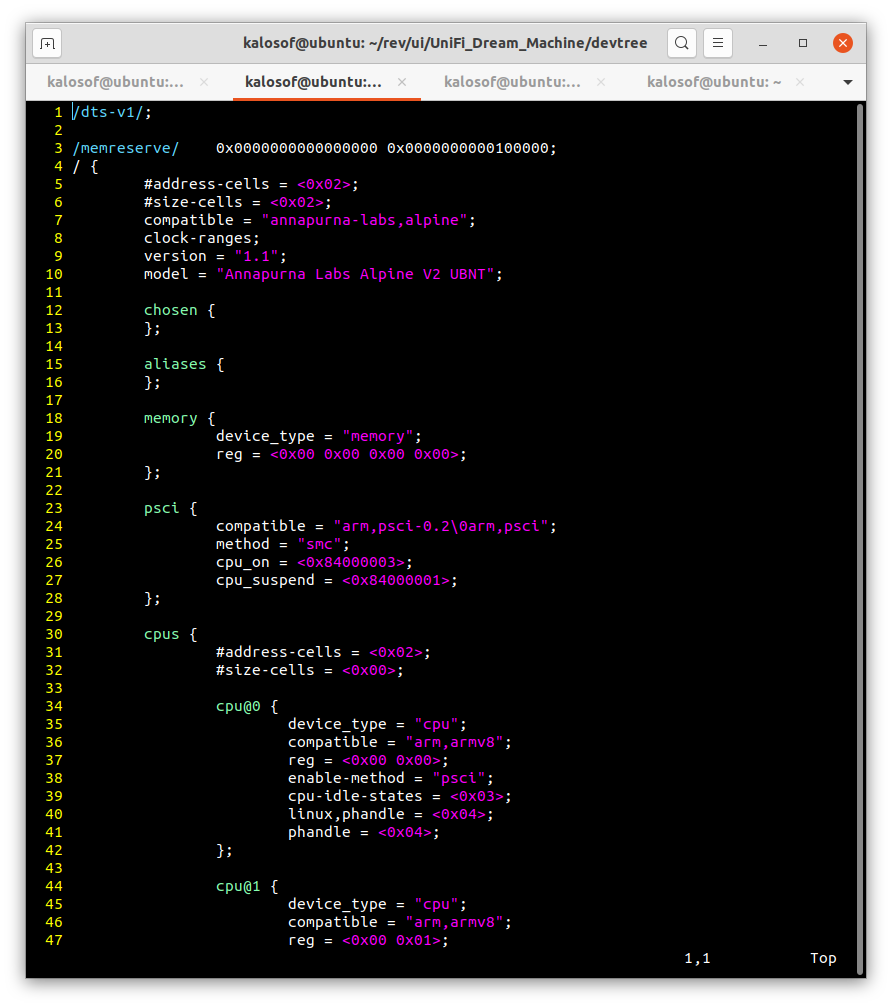 kalosof@ubuntu: ~/rev/ui/UniFi_Dream_Machine/devtree
kalosof@ubuntu:... kalosof@ubuntu:... kalosof@ubuntu:... kalosof@ubuntu: ~
1 /dts-v1/;
2
3 /memreserve/    0x0000000000000000 0x0000000000100000;
4 / {
5         #address-cells = <0x02>;
6         #size-cells = <0x02>;
7         compatible = "annapurna-labs,alpine";
8         clock-ranges;
9         version = "1.1";
10         model = "Annapurna Labs Alpine V2 UBNT";
11
12         chosen {
13         };
14
15         aliases {
16         };
17
18         memory {
19                 device_type = "memory";
20                 reg = <0x00 0x00 0x00 0x00>;
21         };
22
23         psci {
24                 compatible = "arm,psci-0.2\0arm,psci";
25                 method = "smc";
26                 cpu_on = <0x84000003>;
27                 cpu_suspend = <0x84000001>;
28         };
29
30         cpus {
31                 #address-cells = <0x02>;
32                 #size-cells = <0x00>;
33
34                 cpu@0 {
35                         device_type = "cpu";
36                         compatible = "arm,armv8";
37                         reg = <0x00 0x00>;
38                         enable-method = "psci";
39                         cpu-idle-states = <0x03>;
40                         linux,phandle = <0x04>;
41                         phandle = <0x04>;
42                 };
43
44                 cpu@1 {
45                         device_type = "cpu";
46                         compatible = "arm,armv8";
47                         reg = <0x00 0x01>;
1,1 Top